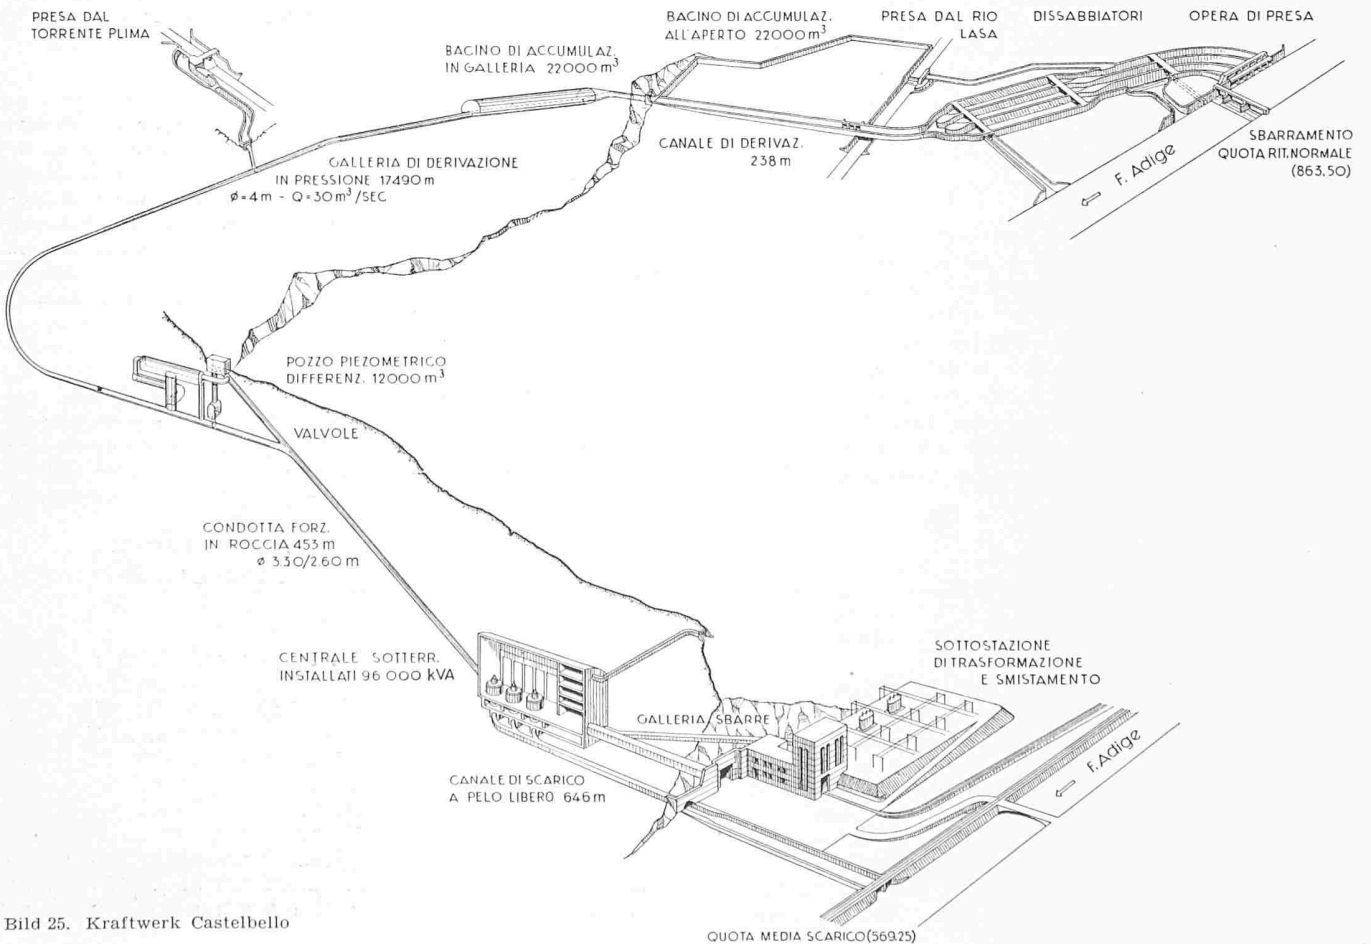 PRESA DAL
TORRENTE PLIMA
BACINO DI ACCUMULAZ.
IN GALLERIA 22000 m³
BACINO DI ACCUMULAZ.
ALL'APERTO 22000 m³
PRESA DAL RIO
LASA
DISSABBIATORI
OPERA DI PRESA
CANALE DI DERIVAZ.
238 m
SBARRAMENTO
QUOTA RIT. NORMALE
(863.50)
F. Adige
GALLERIA DI DERIVAZIONE
IN PRESSIONE 17490 m
ø=4m - Q=30m³/SEC
POZZO PIEZOMETRICO
DIFFERENZ. 12000 m³
VALVOLE
CONDOTTA FORZ.
IN ROCCIA 453 m
ø 3.30/2.60 m
CENTRALE SOTTERR.
INSTALLATI 96 000 kVA
GALLERIA SBARRE
SOTTOSTAZIONE
DI TRASFORMAZIONE
E SMISTAMENTO
CANALE DI SCARICO
A PELO LIBERO 646 m
F. Adige
QUOTA MEDIA SCARICO (569.25)
Bild 25. Kraftwerk Castelbello